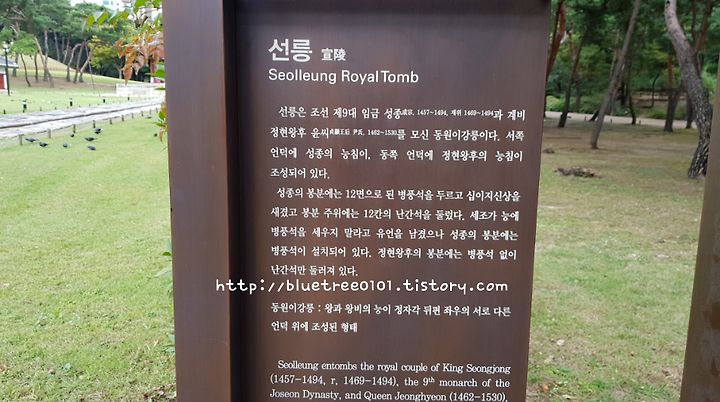 선릉 宣陵
Seolleung Royal Tomb
선릉은 조선 제9대 임금 성종成宗, 1457~1494, 재위 1469~1494과 계비
정현왕후 윤씨貞顯王后 尹氏, 1462~1530를 모신 동원이강릉이다. 서쪽
언덕에 성종의 능침이, 동쪽 언덕에 정현왕후의 능침이
조성되어 있다.
성종의 봉분에는 12면으로 된 병풍석을 두르고 십이지신상을
새겼고 봉분 주위에는 12칸의 난간석을 둘렀다. 세조가 능에
병풍석을 세우지 말라고 유언을 남겼으나 성종의 봉분에는
병풍석이 설치되어 있다. 정현왕후의 봉분에는 병풍석 없이
난간석만 둘러져 있다.
http://bluetree0101.tistory.com
동원이강릉 : 왕과 왕비의 능이 정자각 뒤편 좌우의 서로 다른
언덕 위에 조성된 형태
Seolleung entombs the royal couple of King Seongjong
(1457-1494, r. 1469-1494), the 9th monarch of the
Joseon Dynasty, and Queen Jeonghyeon (1462-1530),